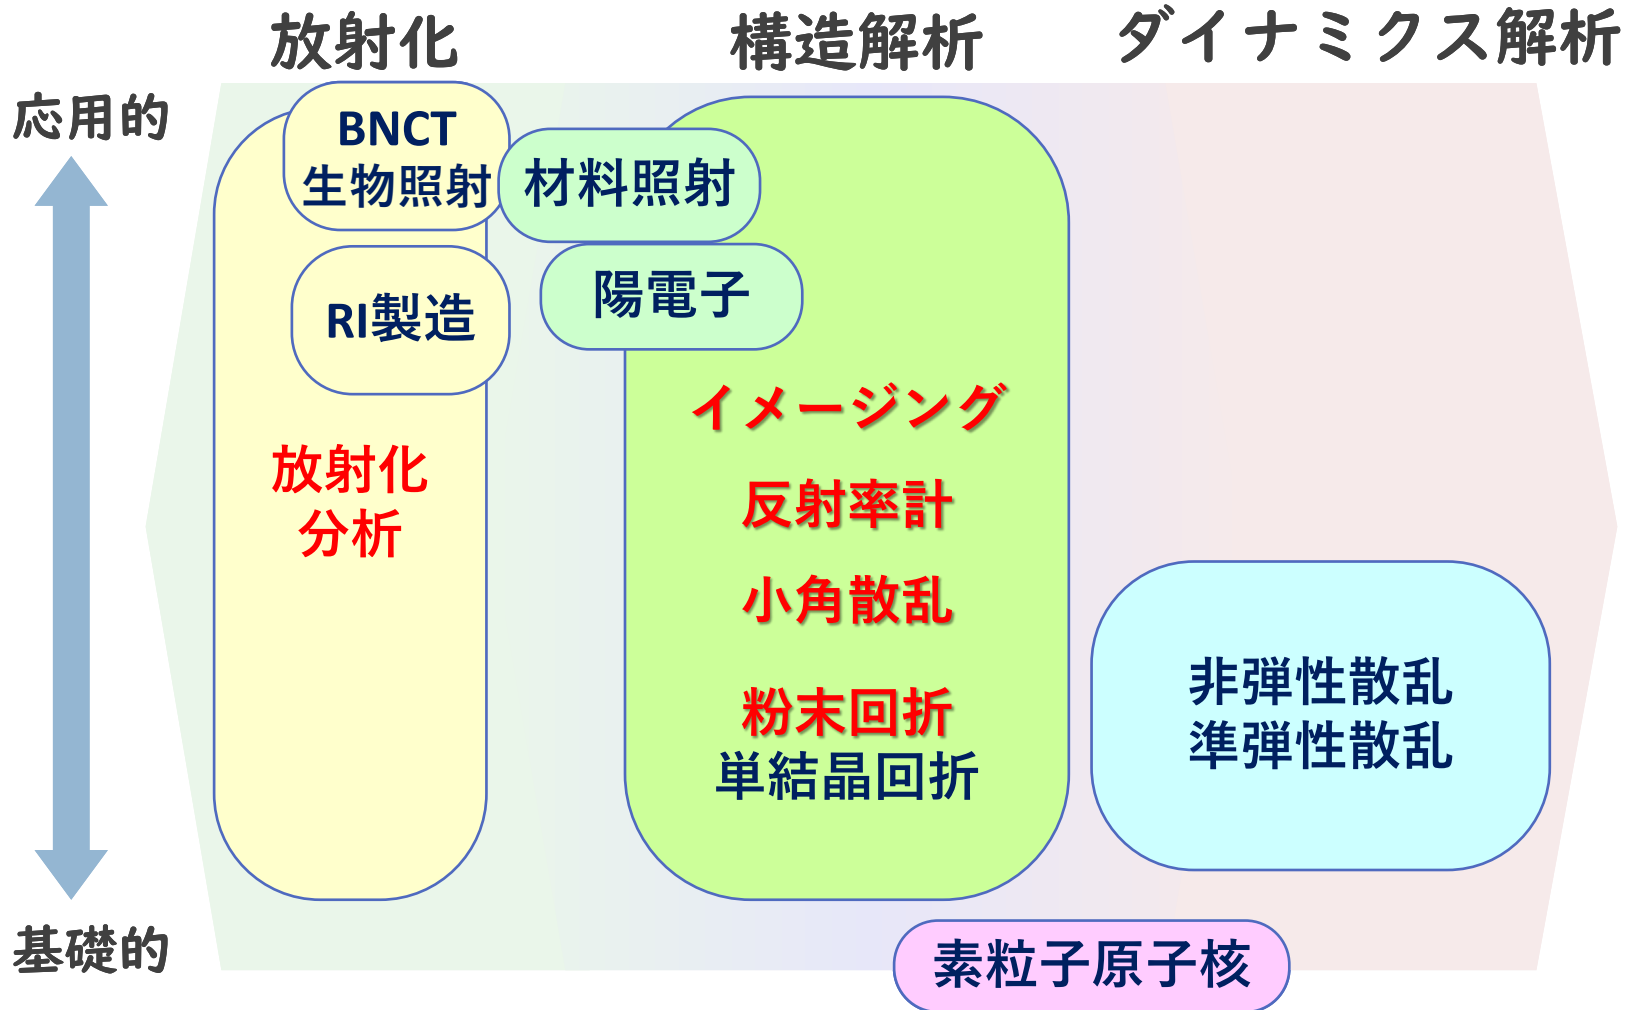 放射化
構造解析
ダイナミクス解析
応用的
BNCT
生物照射
材料照射
RI製造
陽電子
イメージング
放射化
分析
反射率計
小角散乱
粉末回折
単結晶回折
非弾性散乱
準弾性散乱
基礎的
素粒子原子核